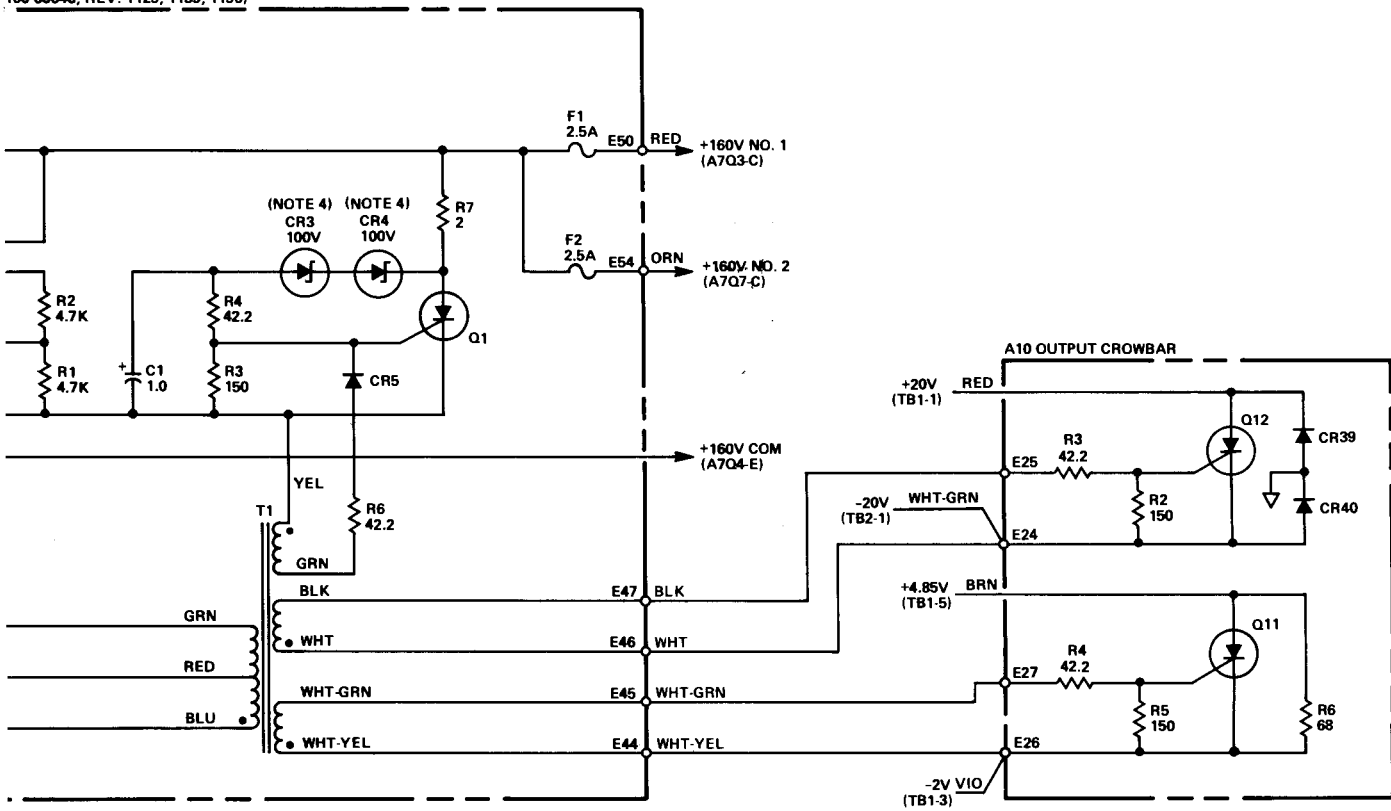 REV.
F1
2.5A
E50 RED
+160V NO. 1
(A7Q3-C)
(NOTE 4) (NOTE 4)
CR3 CR4
100V 100V
R7
2
F2
2.5A
E54 ORN
+160V NO. 2
(A7Q7-C)
R2
4.7K
R4
42.2
Q1
R1
4.7K
+
C1
1.0
R3
150
CR5
A10 OUTPUT CROWBAR
+20V RED
(TB1-1)
Q12
CR39
R3
42.2
+160V COM
(A7Q4-E)
E25
YEL
R6
42.2
T1
-20V WHT-GRN
(TB2-1)
R2
150
CR40
E24
GRN
BLK
E47 BLK
+4.85V BRN
(TB1-5)
GRN
Q11
WHT
E46 WHT
R4
42.2
RED
E27
WHT-GRN
E45 WHT-GRN
R5
150
R6
68
BLU
WHT-YEL
E44 WHT-YEL
E26
-2V VIO
(TB1-3)